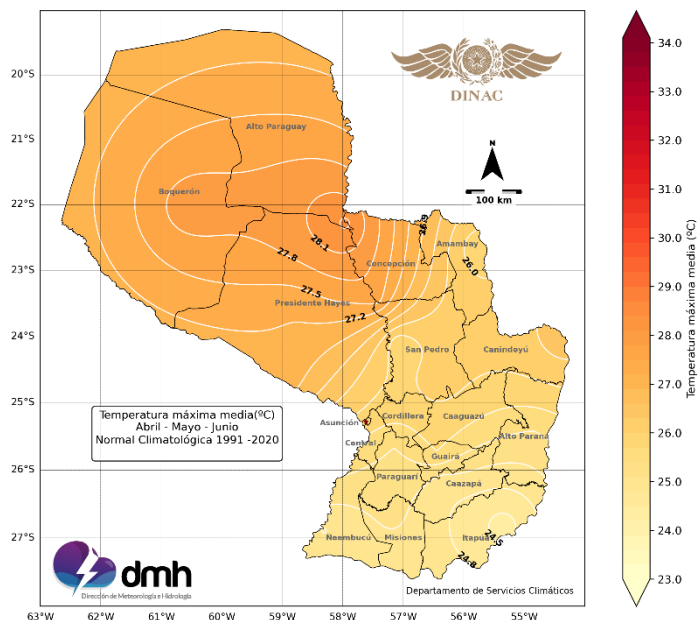 20°S
21°S
22°S
23°S
24°S
25°S
26°S
27°S
63°W
62°W
61°W
60°W
59°W
58°W
57°W
56°W
55°W
DINAC
N
100 km
Alto Paraguay
Boquerón
Amambay
Concepción
Presidente Hayes
San Pedro
Canindeyú
Asunción
Cordillera
Caaguazú
Central
Alto Paraná
Guairá
Paraguarí
Caazapá
Ñeembucú
Misiones
Itapúa
28.1
27.8
27.5
27.2
26.9
26.0
24.5
24.8
Temperatura máxima media(ºC)
Abril - Mayo - Junio
Normal Climatológica 1991 -2020
dmh
Dirección de Meteorología e Hidrología
Departamento de Servicios Climáticos
34.0
33.0
32.0
31.0
30.0
29.0
28.0
27.0
26.0
25.0
24.0
23.0
Temperatura máxima media (ºC)